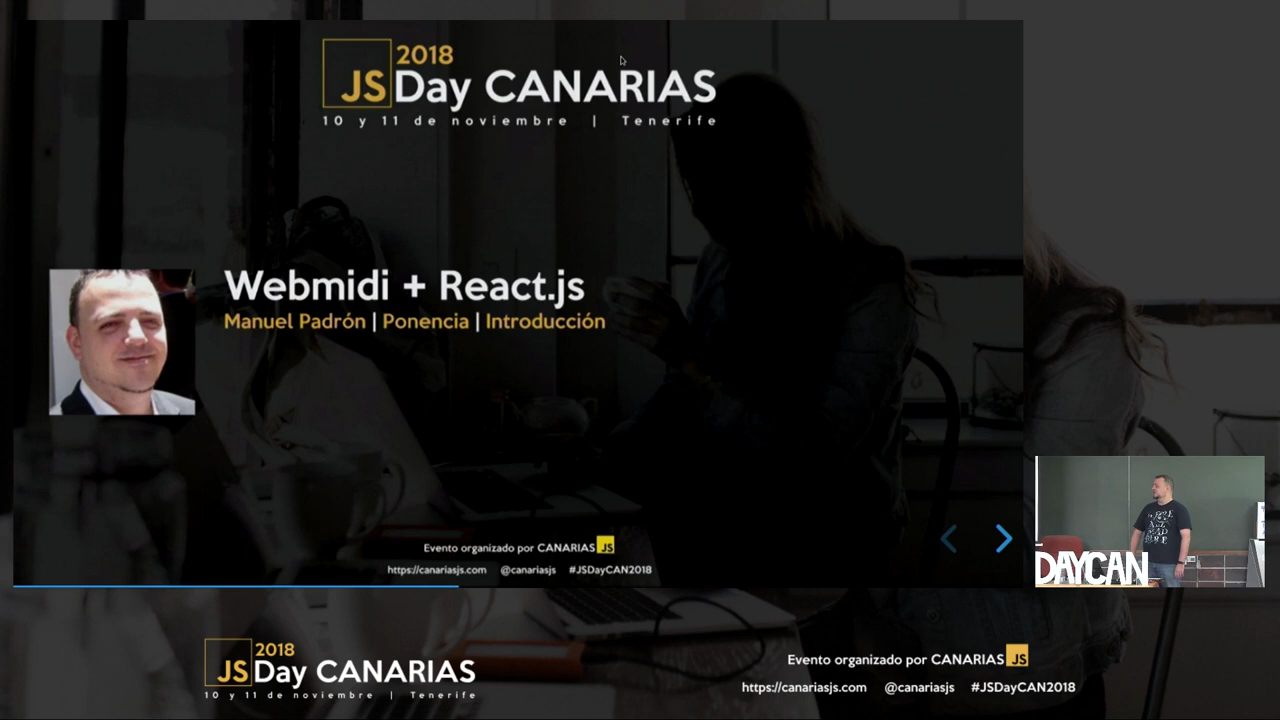 2018
JS Day CANARIAS
10 y 11 de noviembre | Tenerife
Webmidi + React.js
Manuel Padrón | Ponencia | Introducción
Evento organizado por CANARIAS JS
https://canariasjs.com @canariasjs #JSDayCAN2018
DAYCAN
2018
JS Day CANARIAS
10 y 11 de noviembre | Tenerife
Evento organizado por CANARIAS JS
https://canariasjs.com @canariasjs #JSDayCAN2018